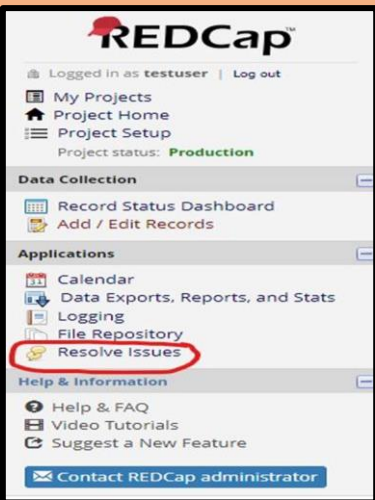 REDCap
Logged in as testuser | Log out
My Projects
Project Home
Project Setup
Project status: Production
Data Collection
Record Status Dashboard
Add / Edit Records
Applications
Calendar
Data Exports, Reports, and Stats
Logging
File Repository
Resolve Issues
Help & Information
Help & FAQ
Video Tutorials
Suggest a New Feature
Contact REDCap administrator